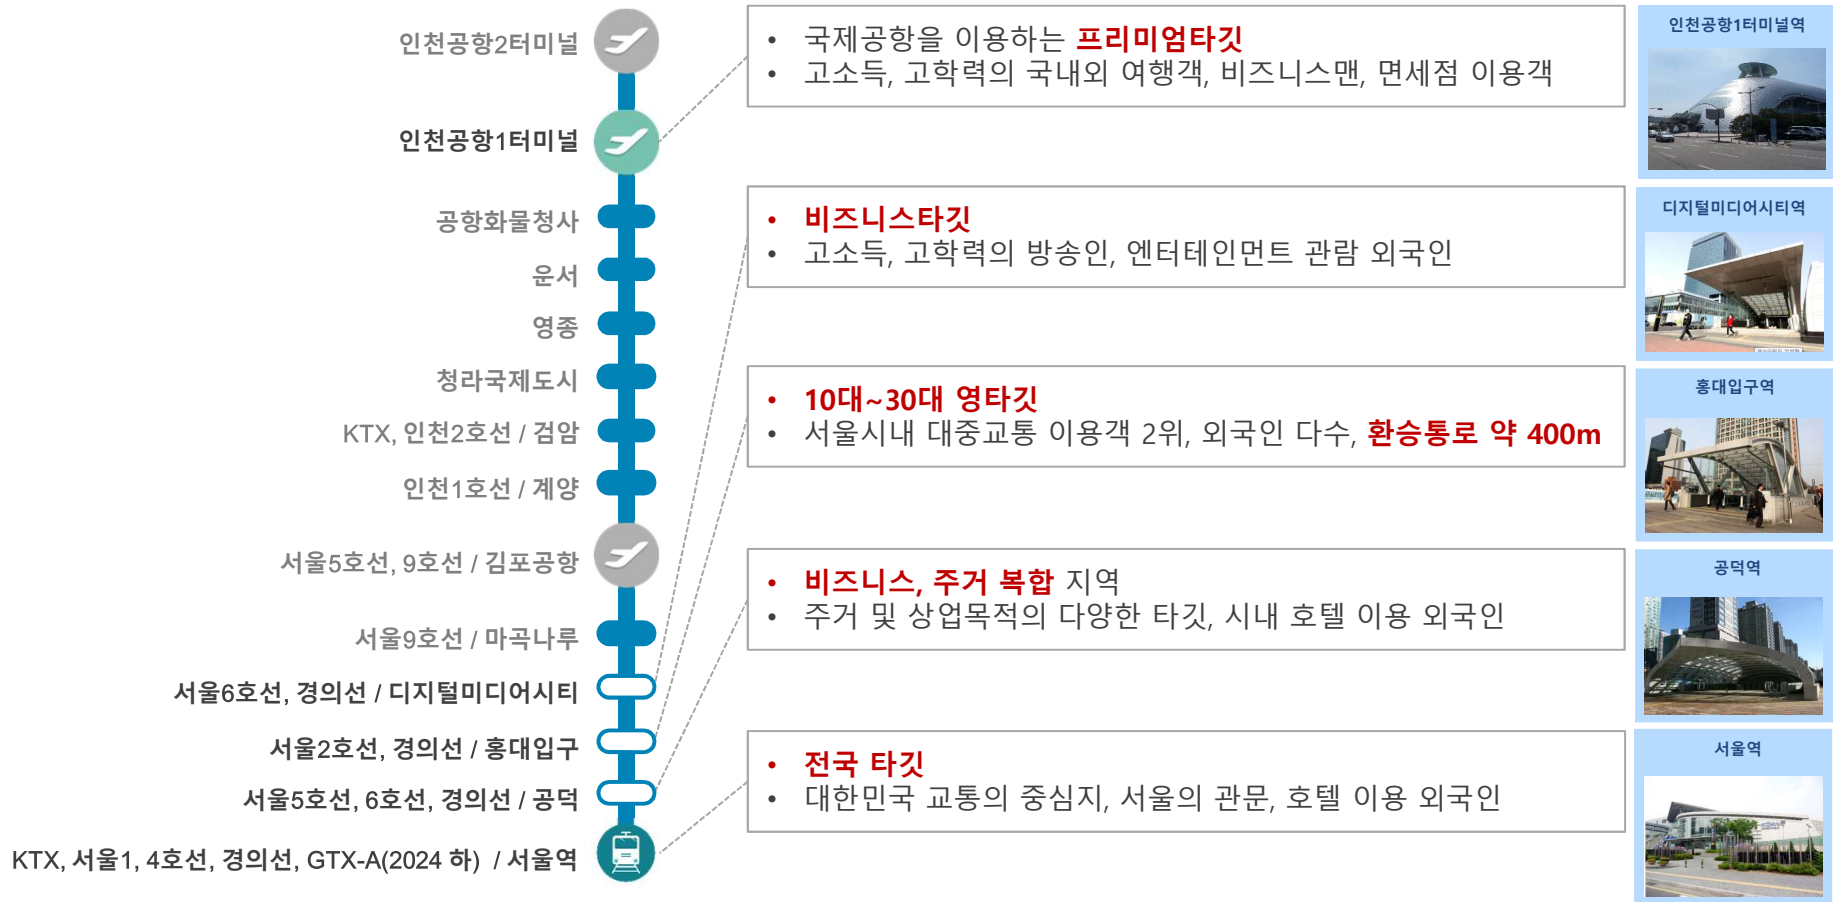 인천공항2터미널
인천공항1터미널
공항화물청사
운서
영종
청라국제도시
KTX, 인천2호선 / 검암
인천1호선 / 계양
서울5호선, 9호선 / 김포공항
서울9호선 / 마곡나루
서울6호선, 경의선 / 디지털미디어시티
서울2호선, 경의선 / 홍대입구
서울5호선, 6호선, 경의선 / 공덕
KTX, 서울1, 4호선, 경의선, GTX-A(2024 하) / 서울역
• 국제공항을 이용하는 프리미엄타깃
• 고소득, 고학력의 국내외 여행객, 비즈니스맨, 면세점 이용객
• 비즈니스타깃
• 고소득, 고학력의 방송인, 엔터테인먼트 관람 외국인
• 10대~30대 영타깃
• 서울시내 대중교통 이용객 2위, 외국인 다수, 환승통로 약 400m
• 비즈니스, 주거 복합 지역
• 주거 및 상업목적의 다양한 타깃, 시내 호텔 이용 외국인
• 전국 타깃
• 대한민국 교통의 중심지, 서울의 관문, 호텔 이용 외국인
인천공항1터미널역
디지털미디어시티역
홍대입구역
공덕역
서울역